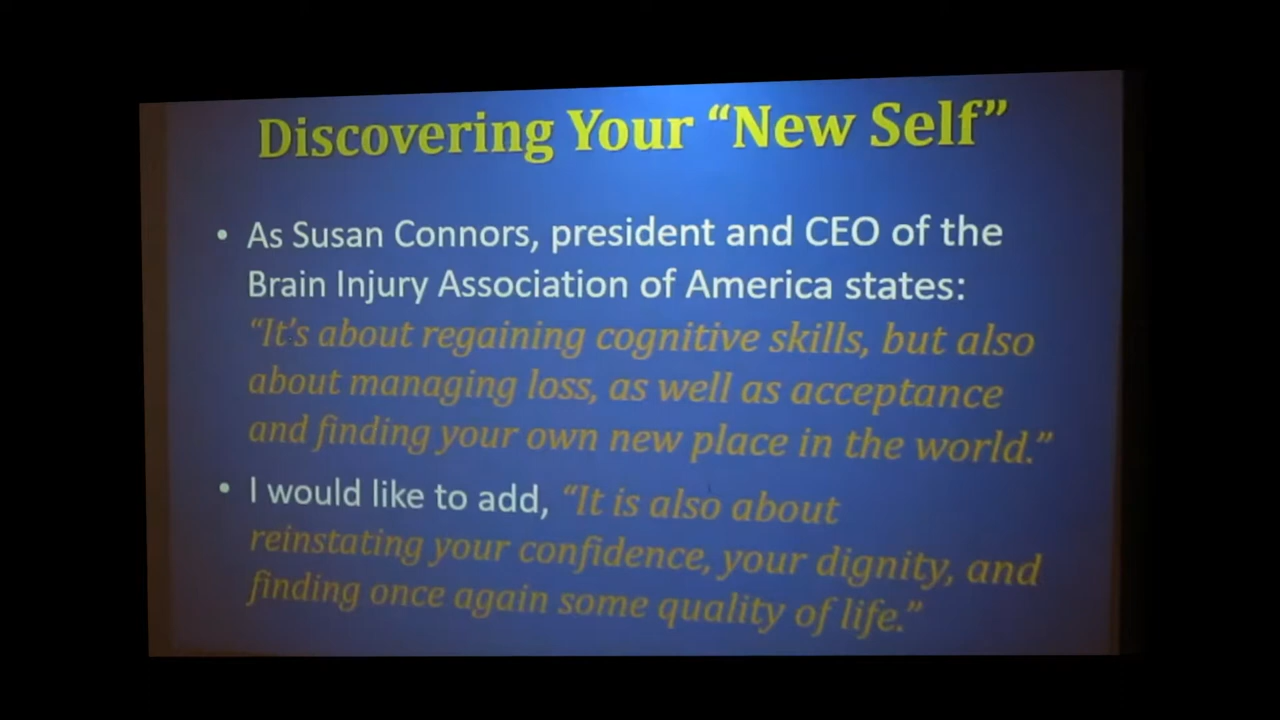 Discovering Your “New Self”
• As Susan Connors, president and CEO of the
Brain Injury Association of America states:
“It's about regaining cognitive skills, but also
about managing loss, as well as acceptance
and finding your own new place in the world.”
• I would like to add, “It is also about
reinstating your confidence, your dignity, and
finding once again some quality of life.”